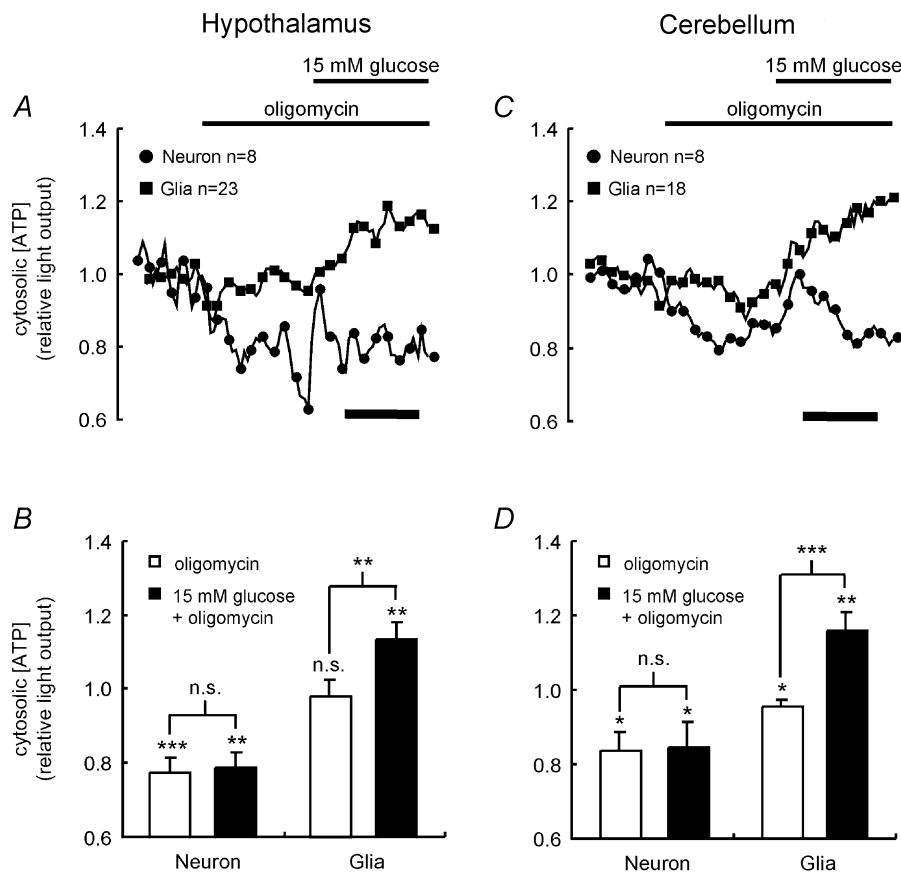 Hypothalamus
Cerebellum
15 mM glucose
15 mM glucose
A
oligomycin
C
oligomycin
1.4
1.2
1.0
0.8
0.6
cytosolic [ATP]
(relative light output)
Neuron n=8
Glia n=23
1.4
1.2
1.0
0.8
0.6
Neuron n=8
Glia n=18
B
1.4
1.2
1.0
0.8
0.6
cytosolic [ATP]
(relative light output)
oligomycin
15 mM glucose
+ oligomycin
**
**
n.s.
n.s.
***
**
Neuron
Glia
D
1.4
1.2
1.0
0.8
0.6
oligomycin
15 mM glucose
+ oligomycin
***
**
n.s.
*
*
*
Neuron
Glia